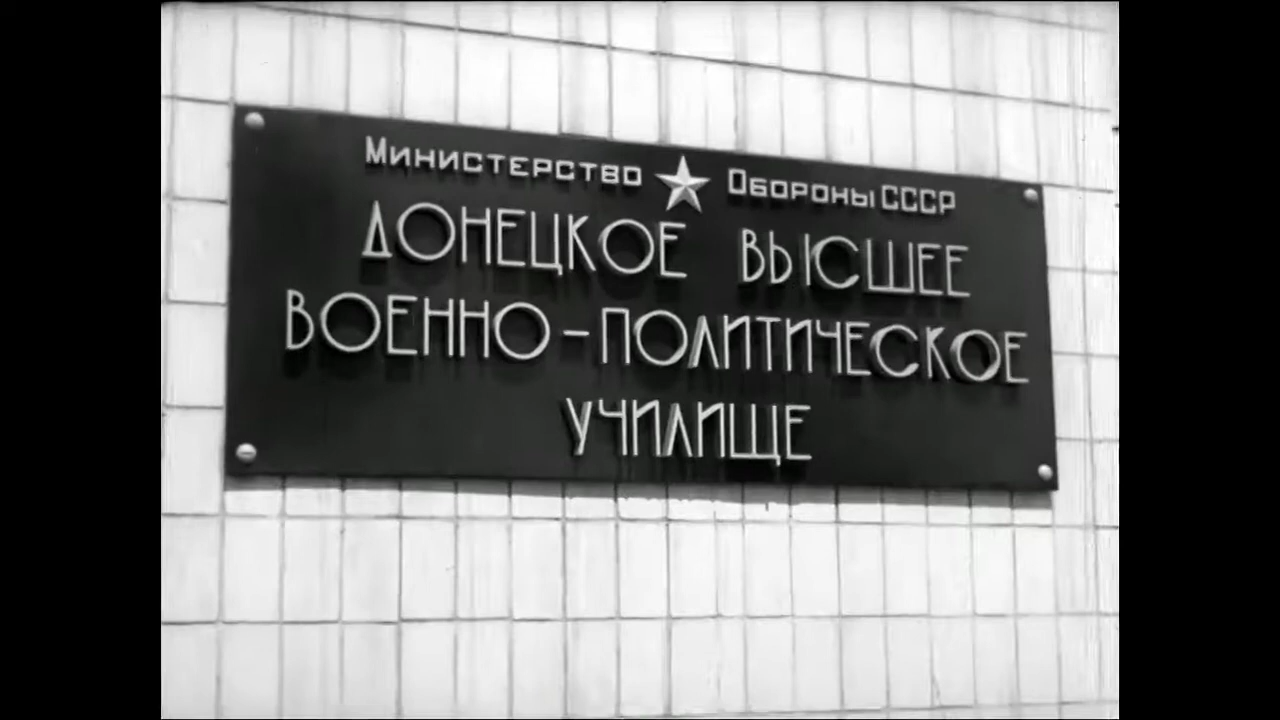 Министерство Обороны СССР
ДОНЕЦКОЕ ВЫСШЕЕ
ВОЕННО-ПОЛИТИЧЕСКОЕ
УЧИЛИЩЕ